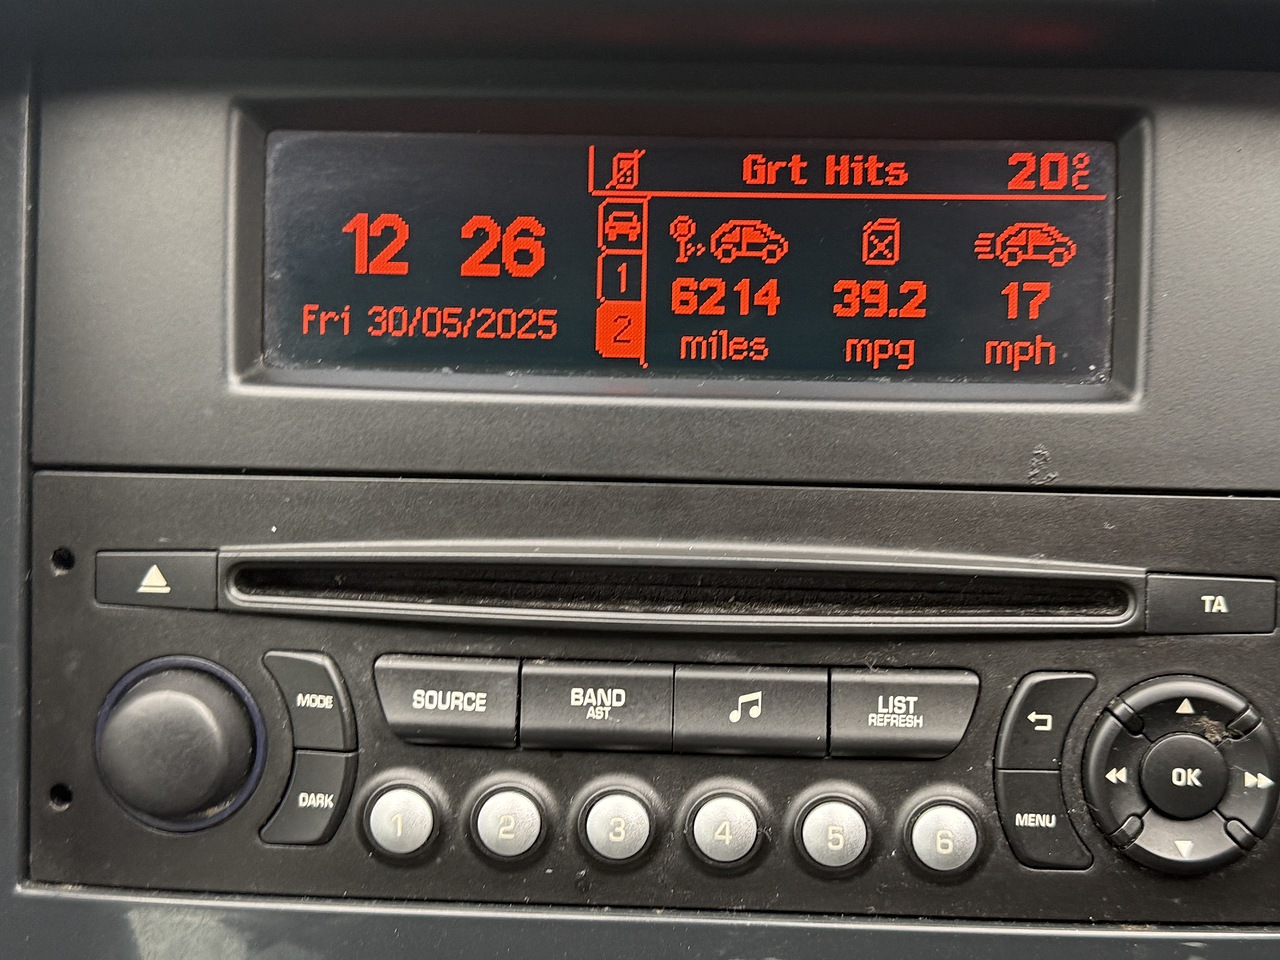 Grt Hits 20°C
12 26
Fri 30/05/2025
1
2
6214 39.2 17
miles mpg mph
TA
MODE
SOURCE
BAND
AST
LIST
REFRESH
DARK
1 2 3 4 5 6
MENU
OK